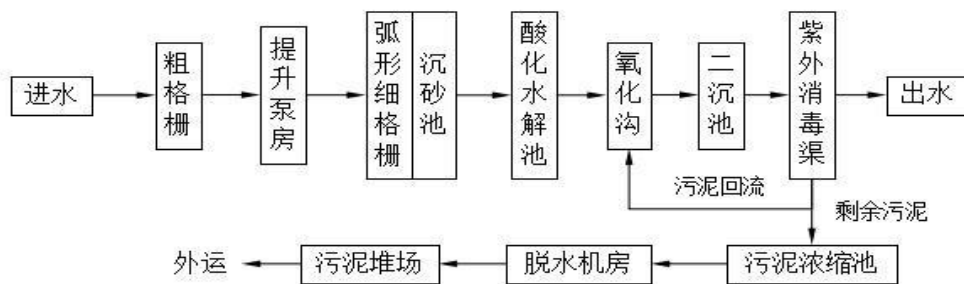 进水
粗格栅
提升泵房
弧形细格栅
沉砂池
酸化水解池
氧化沟
二沉池
紫外消毒渠
出水
污泥回流
剩余污泥
外运
污泥堆场
脱水机房
污泥浓缩池